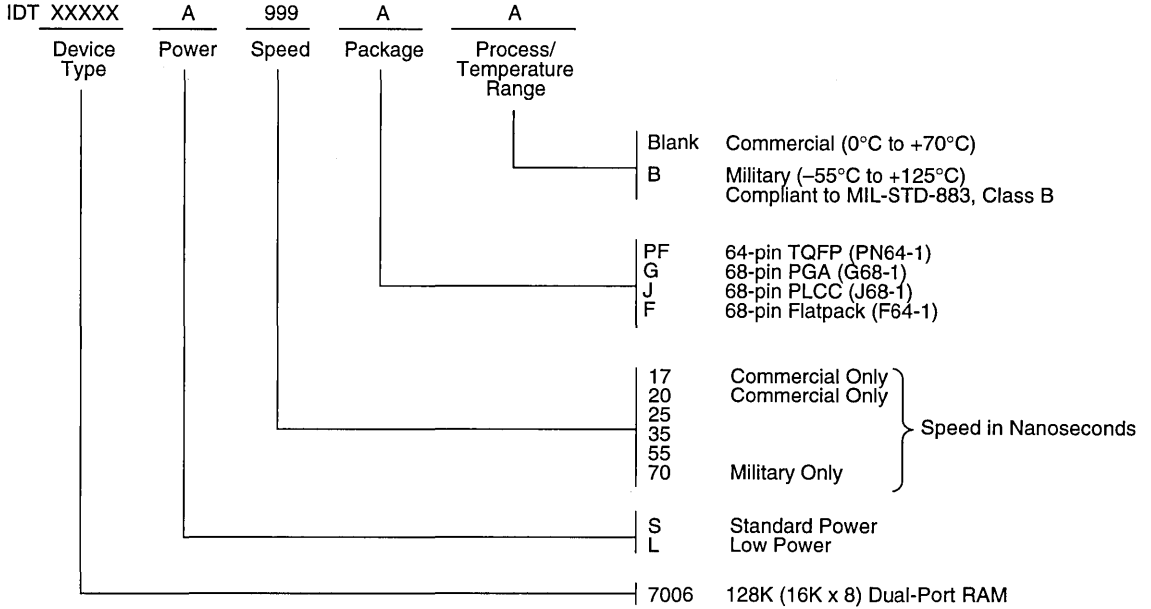 IDT XXXXX A 999 A A
Device Type Power Speed Package Process/ Temperature Range
Blank Commercial (0°C to +70°C)
B Military (–55°C to +125°C)
Compliant to MIL-STD-883, Class B
PF 64-pin TQFP (PN64-1)
G 68-pin PGA (G68-1)
J 68-pin PLCC (J68-1)
F 68-pin Flatpack (F64-1)
17 Commercial Only
20 Commercial Only
25
35
55
70 Military Only
Speed in Nanoseconds
S Standard Power
L Low Power
7006 128K (16K x 8) Dual-Port RAM